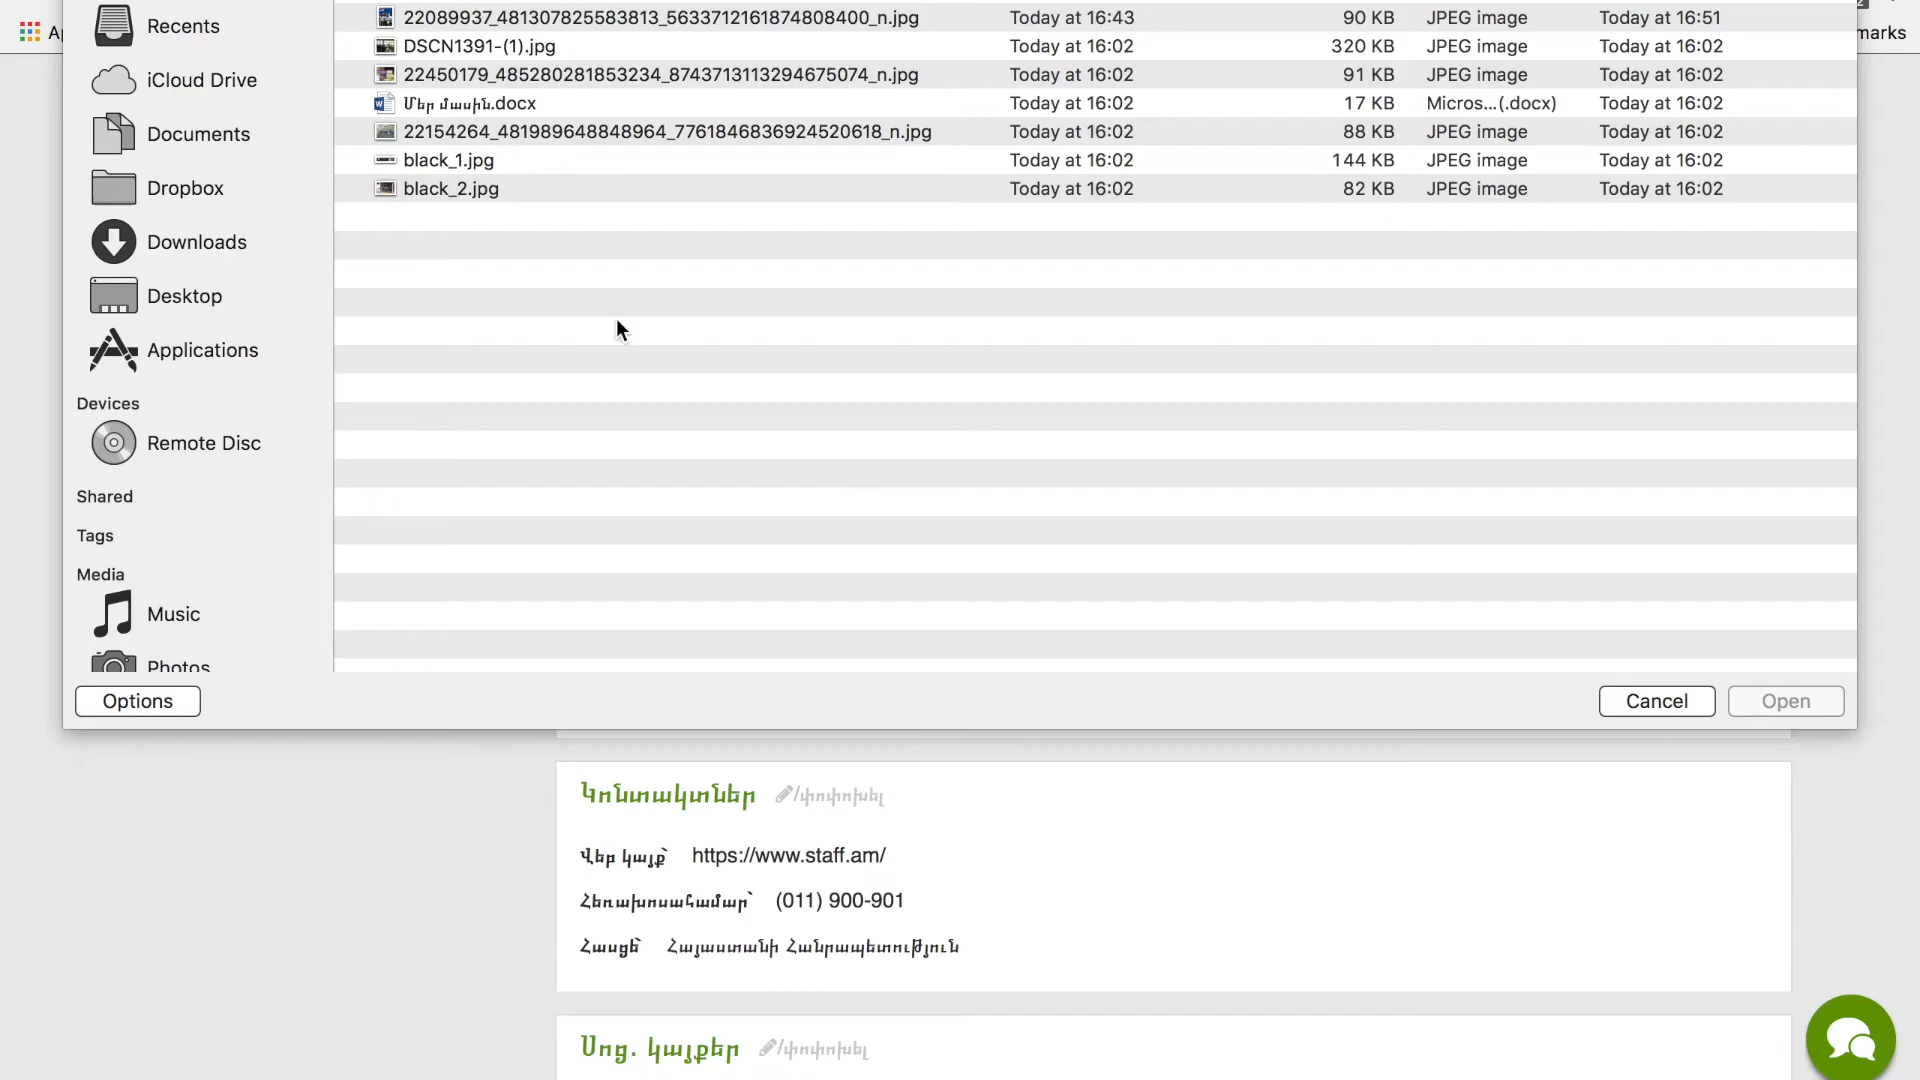 Recents
22089937_481307825583813_5633712161874808400_n.jpg Today at 16:43 90 KB JPEG image Today at 16:51
marks
DSCN1391-(1).jpg Today at 16:02 320 KB JPEG image Today at 16:02
iCloud Drive
22450179_485280281853234_8743713113294675074_n.jpg Today at 16:02 91 KB JPEG image Today at 16:02
Մեր մասին.docx Today at 16:02 17 KB Micros...(.docx) Today at 16:02
Documents
22154264_481989648848964_7761846836924520618_n.jpg Today at 16:02 88 KB JPEG image Today at 16:02
black_1.jpg Today at 16:02 144 KB JPEG image Today at 16:02
Dropbox
black_2.jpg Today at 16:02 82 KB JPEG image Today at 16:02
Downloads
Desktop
Applications
Devices
Remote Disc
Shared
Tags
Media
Music
Photos
Options Cancel Open
Կոնտակտներ /փոփոխել
Վեբ կայք՝ https://www.staff.am/
Հեռախոսահամար՝ (011) 900-901
Հասցե՝ Հայաստանի Հանրապետություն
Սոց. կայքեր /փոփոխել